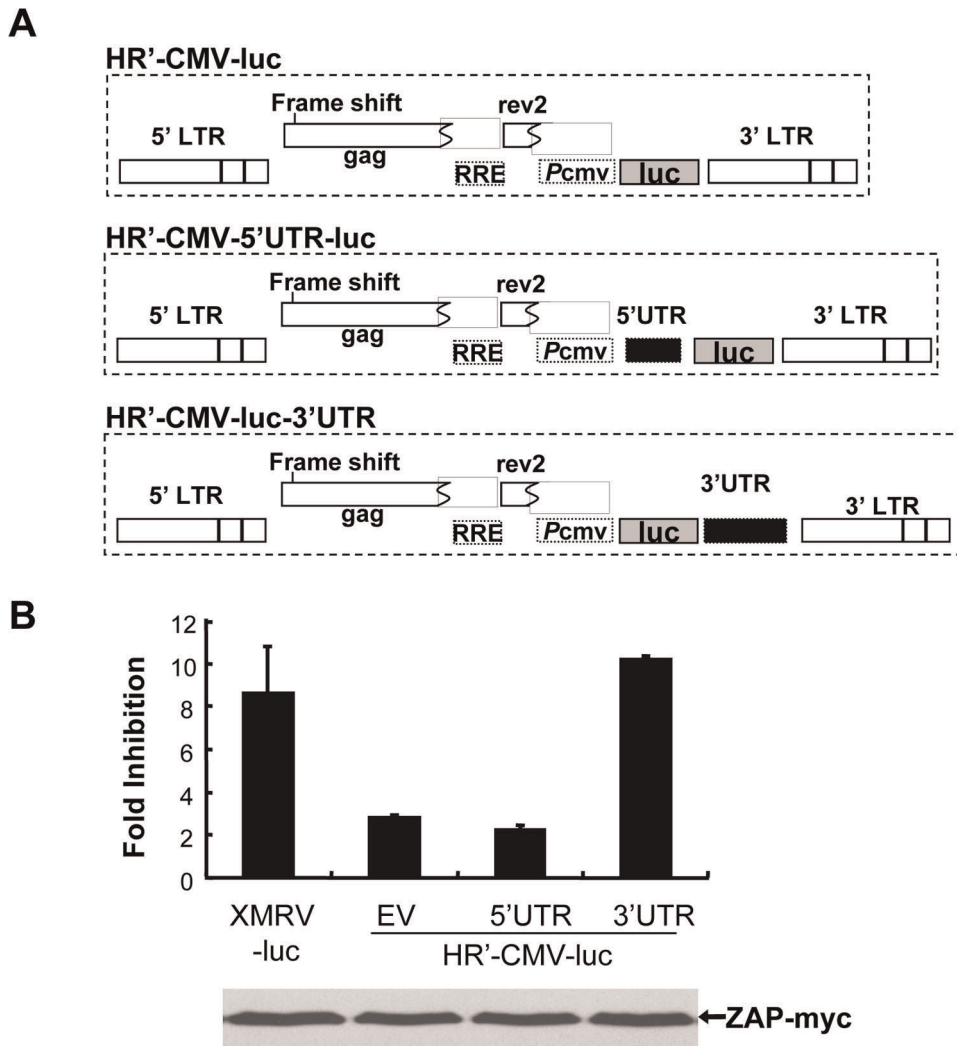 A
HR’-CMV-luc
Frame shift
rev2
5’ LTR
3’ LTR
gag
RRE
Pcmv
luc
HR’-CMV-5’UTR-luc
Frame shift
rev2
5’ LTR
5’UTR
3’ LTR
gag
RRE
Pcmv
luc
HR’-CMV-luc-3’UTR
Frame shift
rev2
3’UTR
5’ LTR
3’ LTR
gag
RRE
Pcmv
luc
B
Fold Inhibition
12
10
8
6
4
2
0
XMRV
-luc
EV
5’UTR
3’UTR
HR’-CMV-luc
ZAP-myc